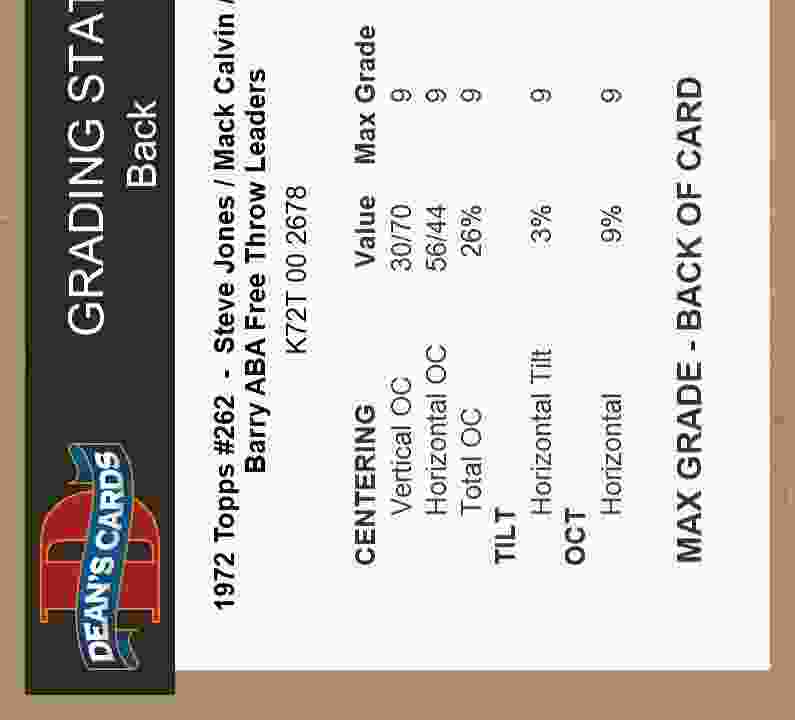 DEAN'S CARDS
GRADING STAT
Back
1972 Topps #262 - Steve Jones / Mack Calvin /
Barry ABA Free Throw Leaders
K72T 00 2678
CENTERING Value Max Grade
Vertical OC 30/70 9
Horizontal OC 56/44 9
Total OC 26% 9
TILT
Horizontal Tilt 3% 9
OCT
Horizontal 9% 9
MAX GRADE - BACK OF CARD